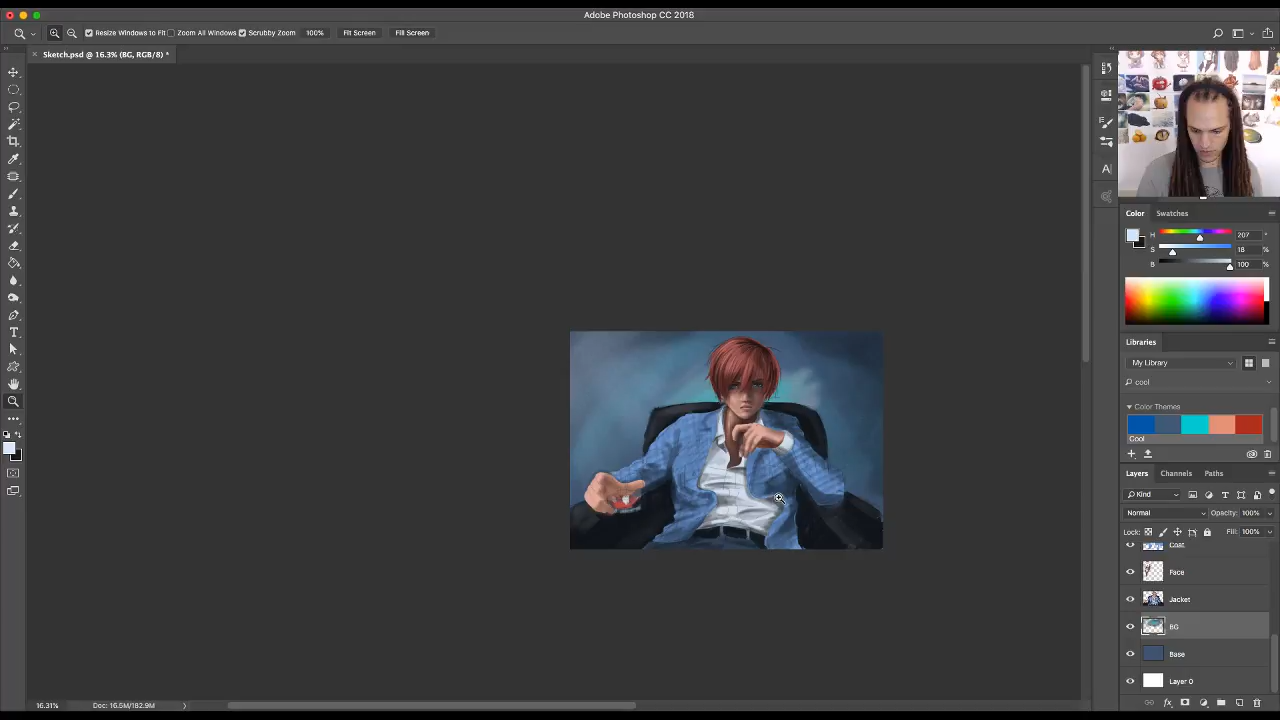 Adobe Photoshop CC 2018
Resize Windows to Fit
Zoom All Windows
Scrubby Zoom
100%
Fit Screen
Fill Screen
Sketch.psd @ 16.3% (BG, RGB/8) *
Color
Swatches
H
207
°
S
18
%
B
100
%
Libraries
My Library
cool
Color Themes
Cool
Layers
Channels
Paths
Kind
Normal
Opacity: 100%
Lock:
Fill: 100%
Coat
Face
Jacket
BG
Base
Layer 0
16.31%
Doc: 16.5M/182.9M